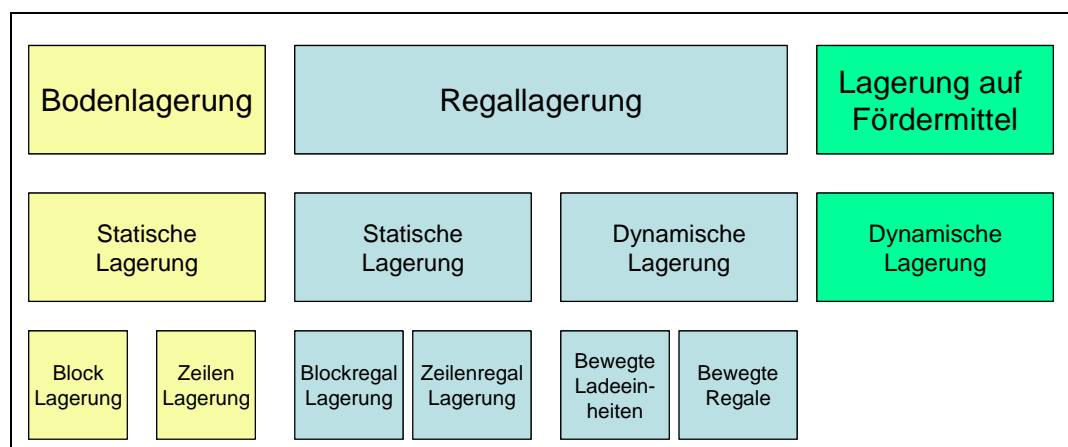 Bodenlagerung
Regallagerung
Lagerung auf
Fördermittel
Statische
Lagerung
Statische
Lagerung
Dynamische
Lagerung
Dynamische
Lagerung
Block
Lagerung
Zeilen
Lagerung
Blockregal
Lagerung
Zeilenregal
Lagerung
Bewegte
Ladeein-
heiten
Bewegte
Regale